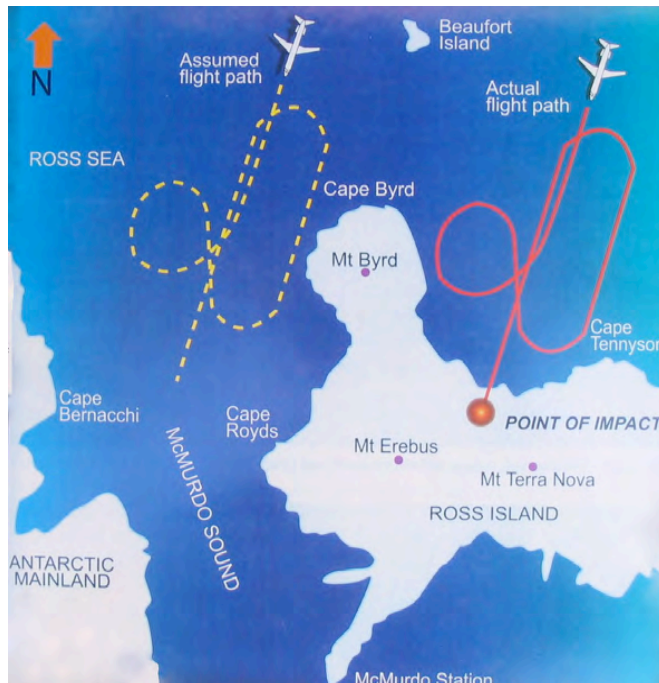 Beaufort
Island
Assumed
flight path
Actual
flight path
N
ROSS SEA
Cape Byrd
Mt Byrd
Cape
Tennyson
Cape
Bernacchi
Cape
Royds
POINT OF IMPACT
McMURDO SOUND
Mt Erebus
Mt Terra Nova
ROSS ISLAND
ANTARCTIC
MAINLAND
McMurdo Station